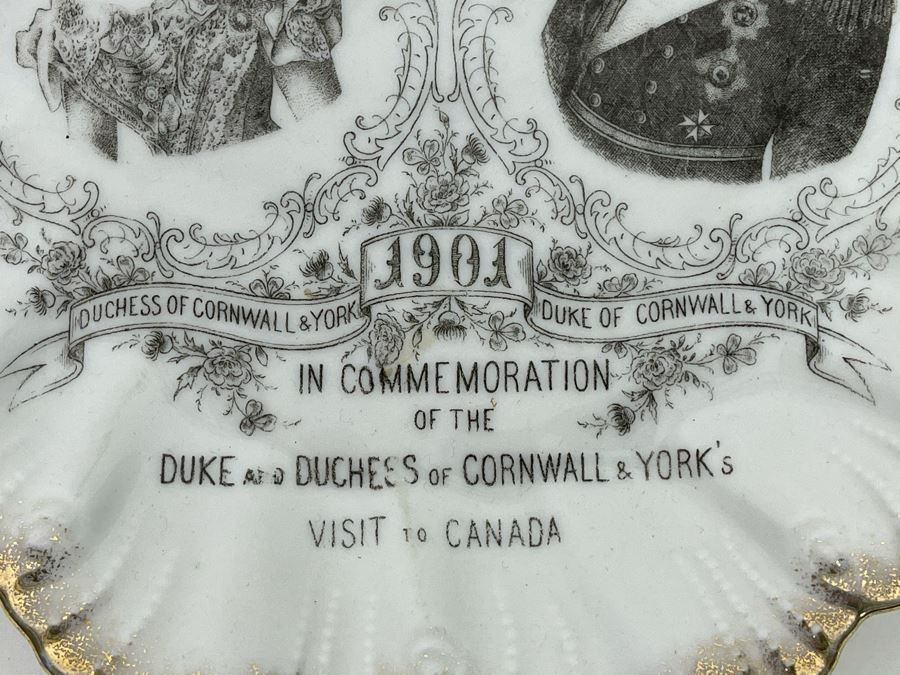 1901
DUCHESS OF CORNWALL & YORK
DUKE OF CORNWALL & YORK
IN COMMEMORATION
OF THE
DUKE AND DUCHESS OF CORNWALL & YORK's
VISIT TO CANADA